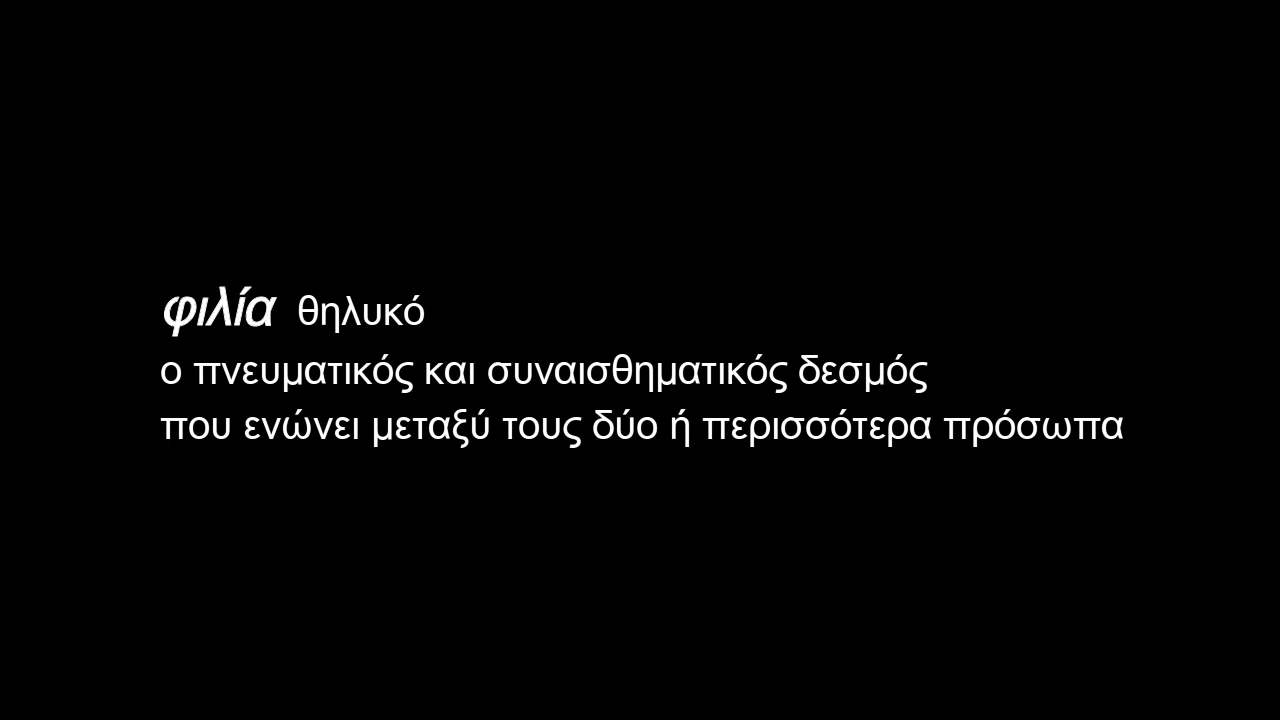 φιλία θηλυκό
ο πνευματικός και συναισθηματικός δεσμός
που ενώνει μεταξύ τους δύο ή περισσότερα πρόσωπα